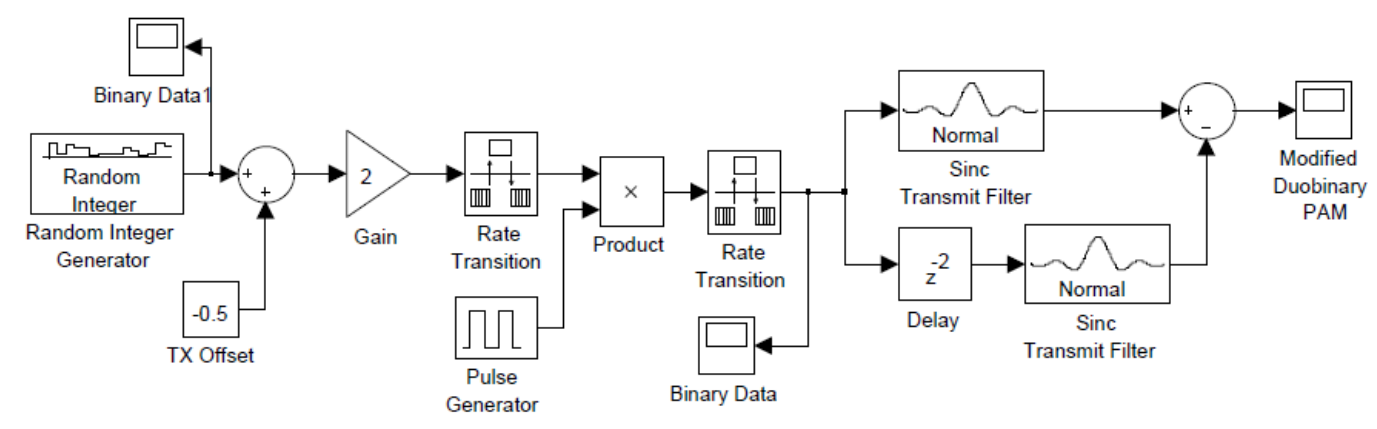 Binary Data1
Random
Integer
Random Integer
Generator
+
+
-0.5
TX Offset
2
Gain
Rate
Transition
Pulse
Generator
×
Product
Rate
Transition
Binary Data
Normal
Sinc
Transmit Filter
z-2
Delay
Normal
Sinc
Transmit Filter
+
−
Modified
Duobinary
PAM